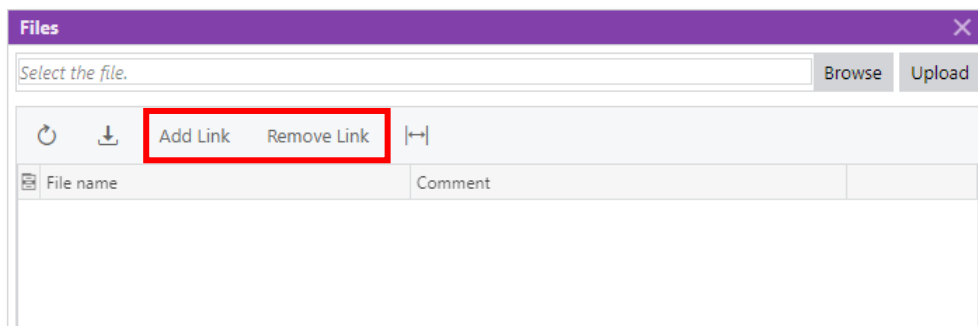 Files
Select the file. Browse Upload
Add Link Remove Link
File name Comment